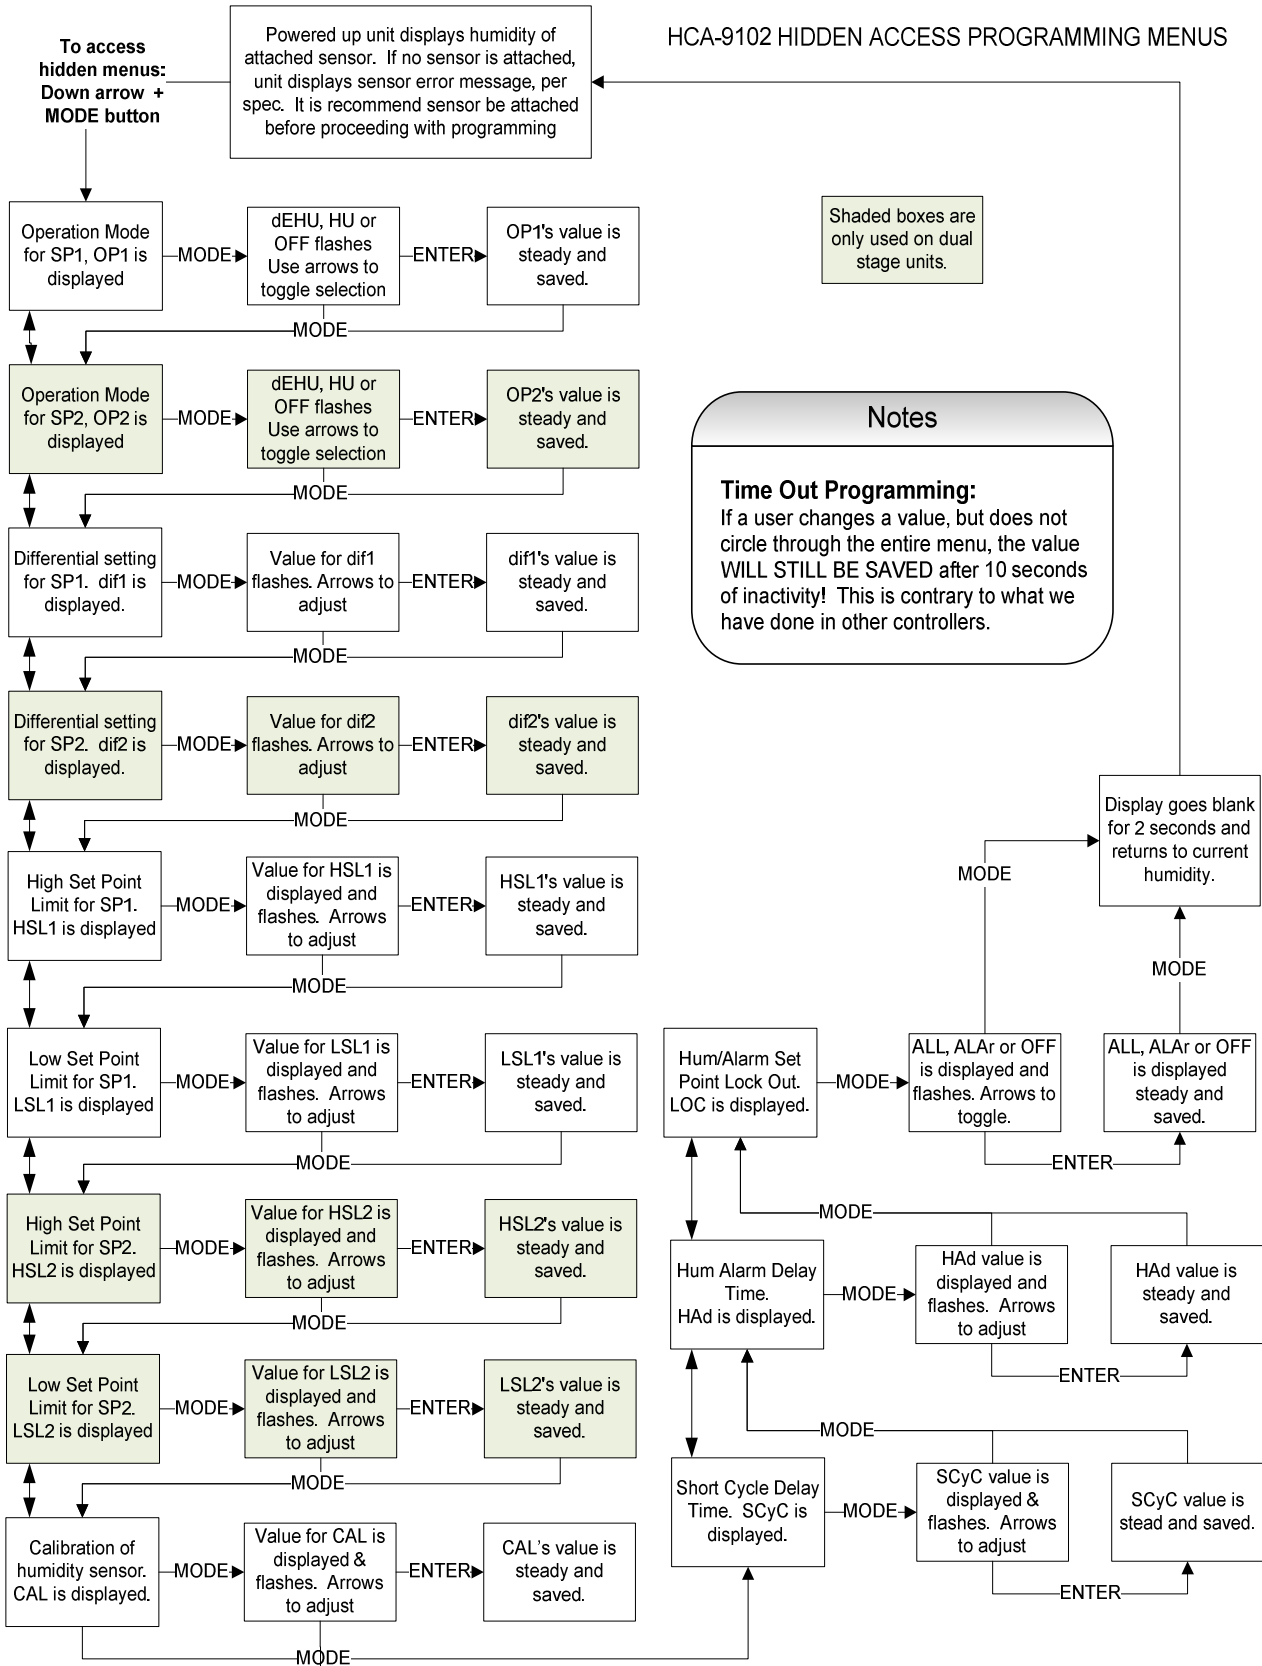 HCA-9102 HIDDEN ACCESS PROGRAMMING MENUS
To access
hidden menus:
Down arrow +
MODE button
Powered up unit displays humidity of
attached sensor. If no sensor is attached,
unit displays sensor error message, per
spec. It is recommend sensor be attached
before proceeding with programming
Shaded boxes are
only used on dual
stage units.
Operation Mode
for SP1, OP1 is
displayed
MODE
dEHU, HU or
OFF flashes
Use arrows to
toggle selection
ENTER
OP1's value is
steady and
saved.
MODE
Operation Mode
for SP2, OP2 is
displayed
MODE
dEHU, HU or
OFF flashes
Use arrows to
toggle selection
ENTER
OP2's value is
steady and
saved.
MODE
Differential setting
for SP1. dif1 is
displayed.
MODE
Value for dif1
flashes. Arrows to
adjust
ENTER
dif1's value is
steady and
saved.
MODE
Differential setting
for SP2. dif2 is
displayed.
MODE
Value for dif2
flashes. Arrows to
adjust
ENTER
dif2's value is
steady and
saved.
MODE
High Set Point
Limit for SP1.
HSL1 is displayed
MODE
Value for HSL1 is
displayed and
flashes. Arrows
to adjust
ENTER
HSL1's value is
steady and
saved.
MODE
Low Set Point
Limit for SP1.
LSL1 is displayed
MODE
Value for LSL1 is
displayed and
flashes. Arrows
to adjust
ENTER
LSL1's value is
steady and
saved.
MODE
High Set Point
Limit for SP2.
HSL2 is displayed
MODE
Value for HSL2 is
displayed and
flashes. Arrows
to adjust
ENTER
HSL2's value is
steady and
saved.
MODE
Low Set Point
Limit for SP2.
LSL2 is displayed
MODE
Value for LSL2 is
displayed and
flashes. Arrows
to adjust
ENTER
LSL2's value is
steady and
saved.
MODE
Calibration of
humidity sensor.
CAL is displayed.
MODE
Value for CAL is
displayed &
flashes. Arrows
to adjust
ENTER
CAL's value is
steady and
saved.
MODE
Notes
Time Out Programming:
If a user changes a value, but does not
circle through the entire menu, the value
WILL STILL BE SAVED after 10 seconds
of inactivity! This is contrary to what we
have done in other controllers.
Display goes blank
for 2 seconds and
returns to current
humidity.
MODE
MODE
Hum/Alarm Set
Point Lock Out.
LOC is displayed.
MODE
ALL, ALAr or OFF
is displayed and
flashes. Arrows to
toggle.
ALL, ALAr or OFF
is displayed
steady and
saved.
ENTER
MODE
Hum Alarm Delay
Time.
HAd is displayed.
MODE
HAd value is
displayed and
flashes. Arrows
to adjust
HAd value is
steady and
saved.
ENTER
MODE
Short Cycle Delay
Time. SCyC is
displayed.
MODE
SCyC value is
displayed &
flashes. Arrows
to adjust
SCyC value is
stead and saved.
ENTER